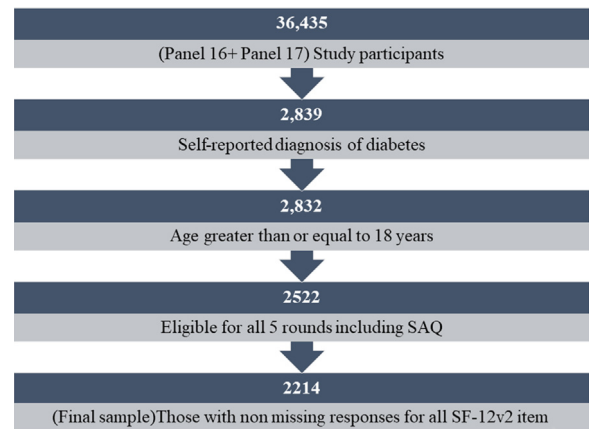 36,435
(Panel 16+ Panel 17) Study participants
2,839
Self-reported diagnosis of diabetes
2,832
Age greater than or equal to 18 years
2522
Eligible for all 5 rounds including SAQ
2214
(Final sample)Those with non missing responses for all SF-12v2 item